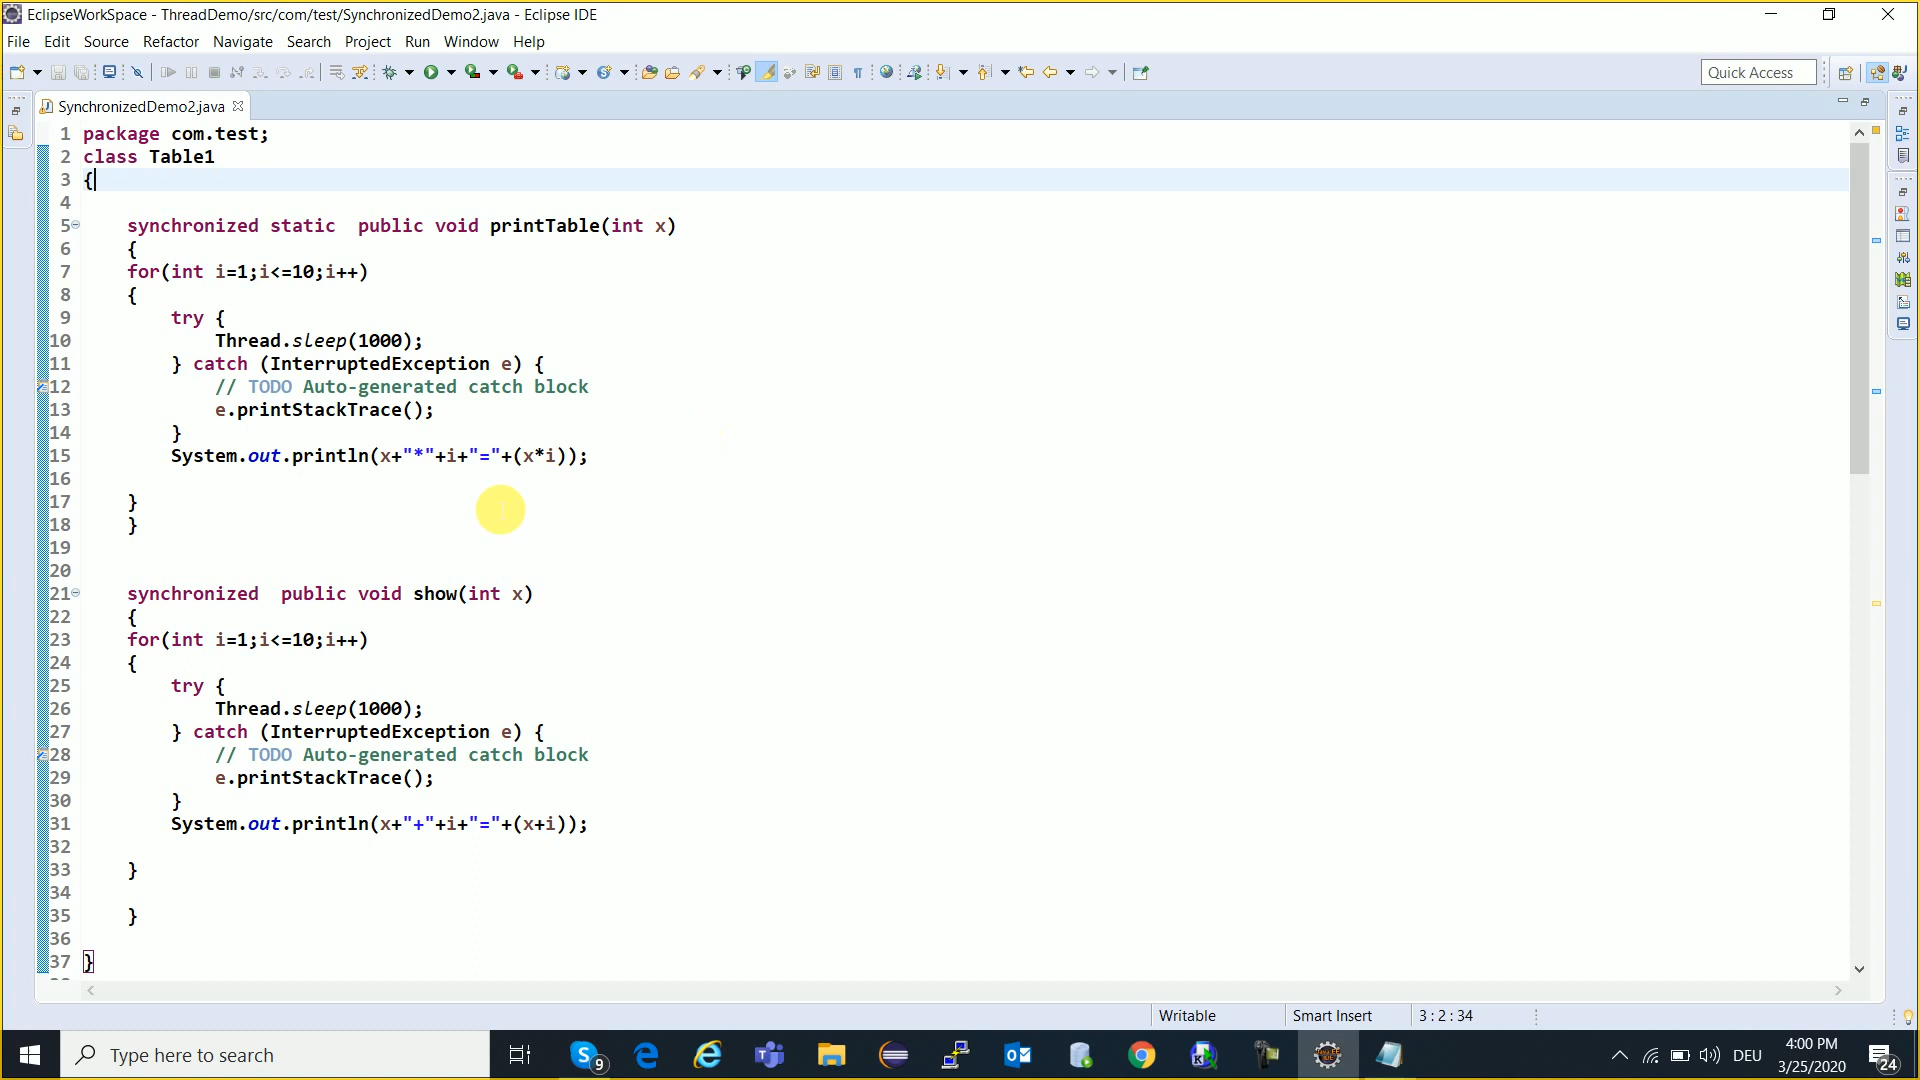 EclipseWorkSpace - ThreadDemo/src/com/test/SynchronizedDemo2.java - Eclipse IDE
File Edit Source Refactor Navigate Search Project Run Window Help
Quick Access
SynchronizedDemo2.java
1 package com.test;
2 class Table1
3 {
4
5 synchronized static  public void printTable(int x)
6 {
7 for(int i=1;i<=10;i++)
8 {
9 try {
10 Thread.sleep(1000);
11 } catch (InterruptedException e) {
12 // TODO Auto-generated catch block
13 e.printStackTrace();
14 }
15 System.out.println(x+"*"+i+"="+(x*i));
16
17 }
18 }
19
20
21 synchronized  public void show(int x)
22 {
23 for(int i=1;i<=10;i++)
24 {
25 try {
26 Thread.sleep(1000);
27 } catch (InterruptedException e) {
28 // TODO Auto-generated catch block
29 e.printStackTrace();
30 }
31 System.out.println(x+"+"+i+"="+(x+i));
32
33 }
34
35 }
36
37 }
Writable Smart Insert 3 : 2 : 34
Type here to search
9
DEU
4:00 PM
3/25/2020
24